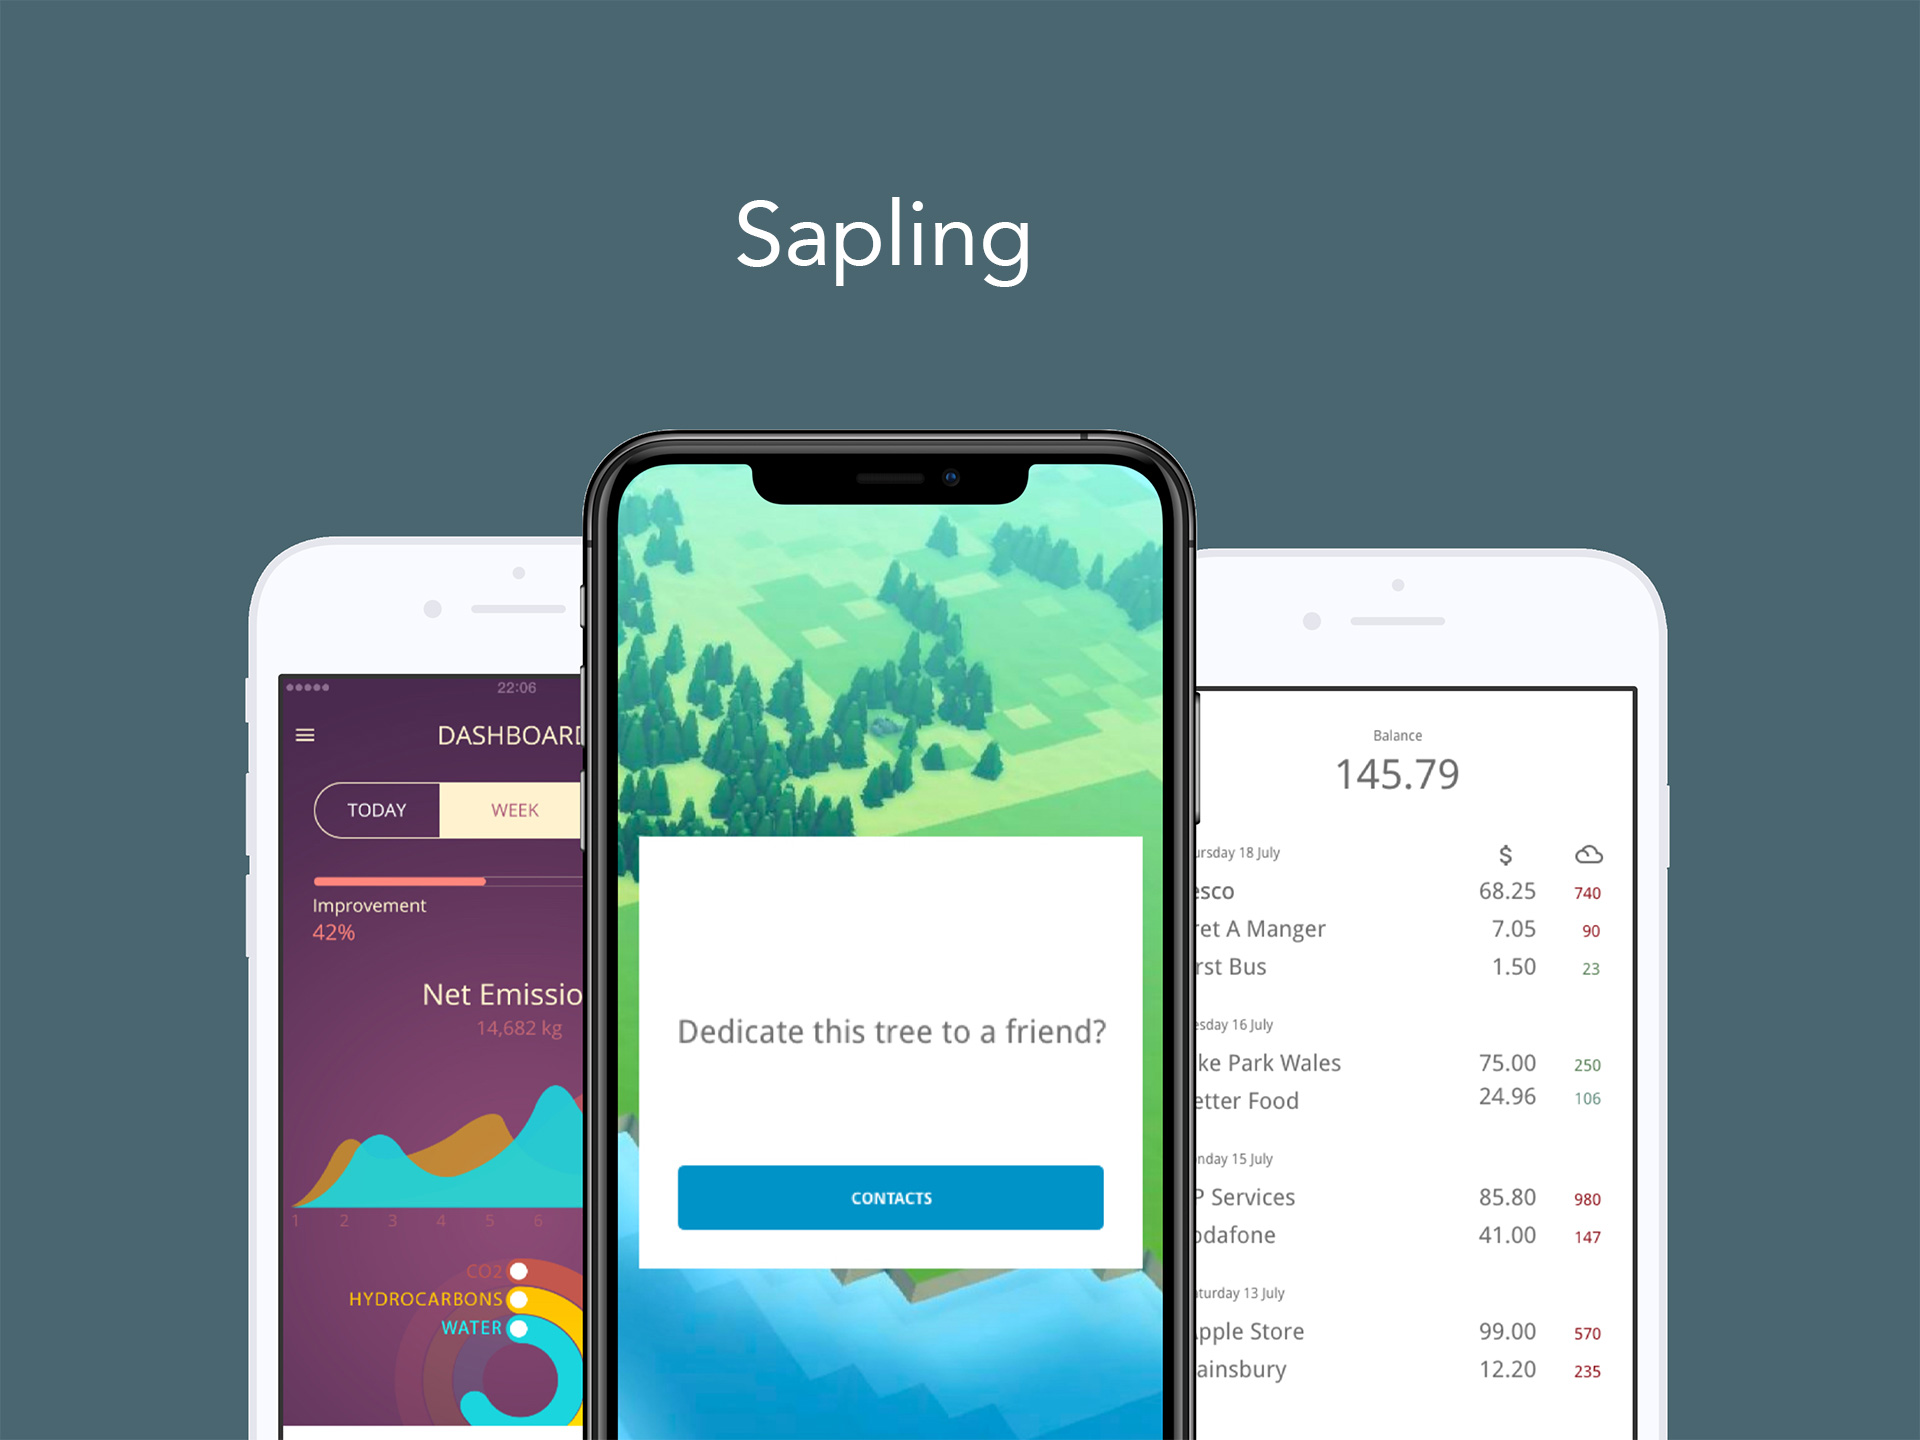 Sapling
22:06
DASHBOARD
TODAY
WEEK
Improvement
42%
Net Emissio
14,682 kg
1 2 3 4 5 6
CO2
HYDROCARBONS
WATER
Dedicate this tree to a friend?
CONTACTS
Balance
145.79
ursday 18 July $
esco 68.25 740
ret A Manger 7.05 90
rst Bus 1.50 23
esday 16 July
ke Park Wales 75.00 250
etter Food 24.96 106
nday 15 July
P Services 85.80 980
odafone 41.00 147
turday 13 July
pple Store 99.00 570
ainsbury 12.20 235